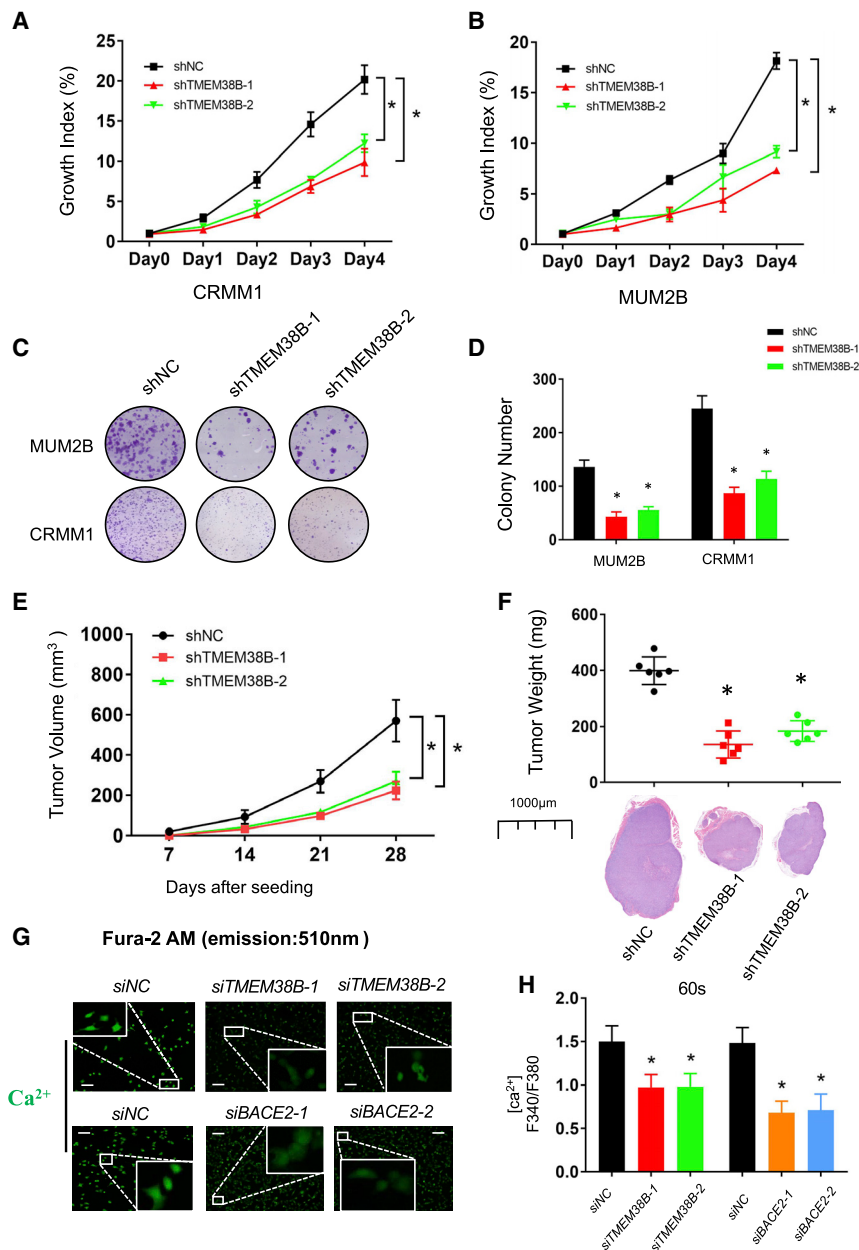 A
25
20
15
10
5
0
Growth Index (%)
shNC
shTMEM38B-1
shTMEM38B-2
*
*
Day0 Day1 Day2 Day3 Day4
CRMM1
B
20
15
10
5
0
Growth Index (%)
shNC
shTMEM38B-1
shTMEM38B-2
*
*
Day0 Day1 Day2 Day3 Day4
MUM2B
C
shNC
shTMEM38B-1
shTMEM38B-2
MUM2B
CRMM1
D
shNC
shTMEM38B-1
shTMEM38B-2
300
200
100
0
Colony Number
* * * *
MUM2B CRMM1
E
1000
800
600
400
200
0
Tumor Volume (mm³)
shNC
shTMEM38B-1
shTMEM38B-2
*
*
7 14 21 28
Days after seeding
F
600
400
200
0
Tumor Weight (mg)
* *
1000μm
shNC
shTMEM38B-1
shTMEM38B-2
G
Fura-2 AM (emission:510nm)
siNC siTMEM38B-1 siTMEM38B-2
Ca²⁺
siNC siBACE2-1 siBACE2-2
H
60s
2.0
1.5
1.0
0.5
0.0
[ca²⁺]
F340/F380
* * * *
siNC
siTMEM38B-1
siTMEM38B-2
siNC
siBACE2-1
siBACE2-2